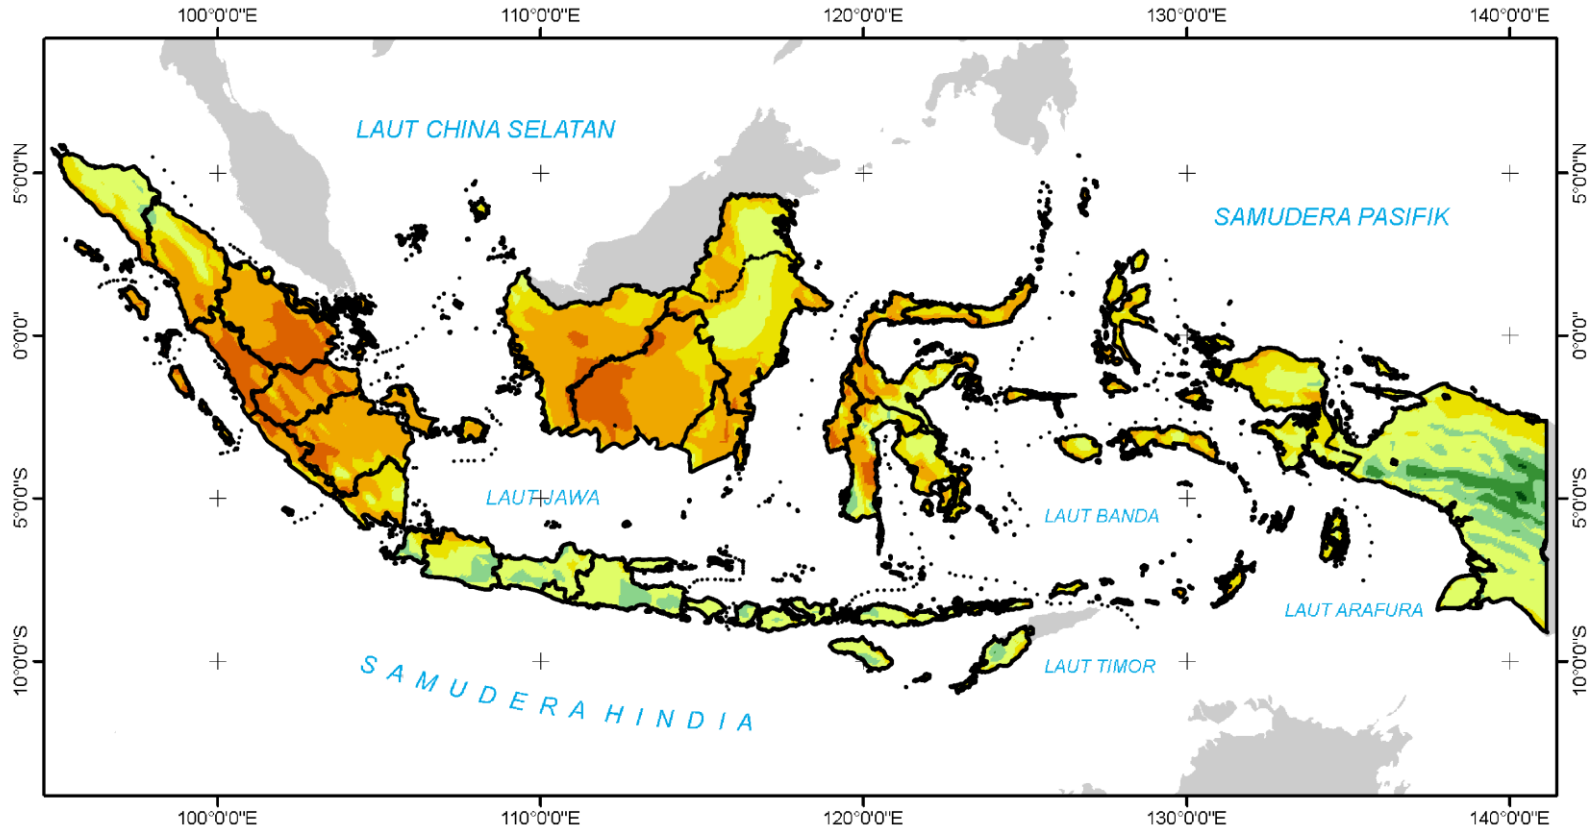 100°0'0"E 110°0'0"E 120°0'0"E 130°0'0"E 140°0'0"E
LAUT CHINA SELATAN
5°0'0"N 5°0'0"N
SAMUDERA PASIFIK
0°0'0" 0°0'0"
5°0'0"S 5°0'0"S
LAUT JAWA
LAUT BANDA
LAUT ARAFURA
10°0'0"S 10°0'0"S
LAUT TIMOR
SAMUDERA HINDIA
100°0'0"E 110°0'0"E 120°0'0"E 130°0'0"E 140°0'0"E